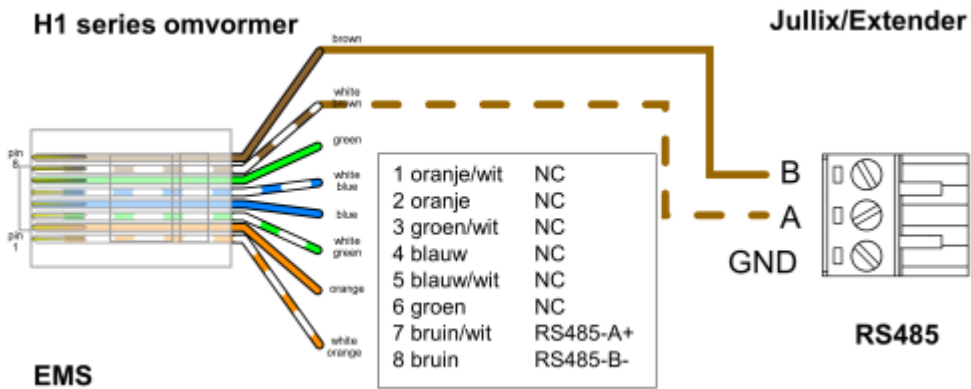 H1 series omvormer
Jullix/Extender
brown
white
brown
green
white
blue
blue
white
green
orange
white
orange
pin
8
pin
1
1 oranje/wit NC
2 oranje NC
3 groen/wit NC
4 blauw NC
5 blauw/wit NC
6 groen NC
7 bruin/wit RS485-A+
8 bruin RS485-B-
B
A
GND
RS485
EMS